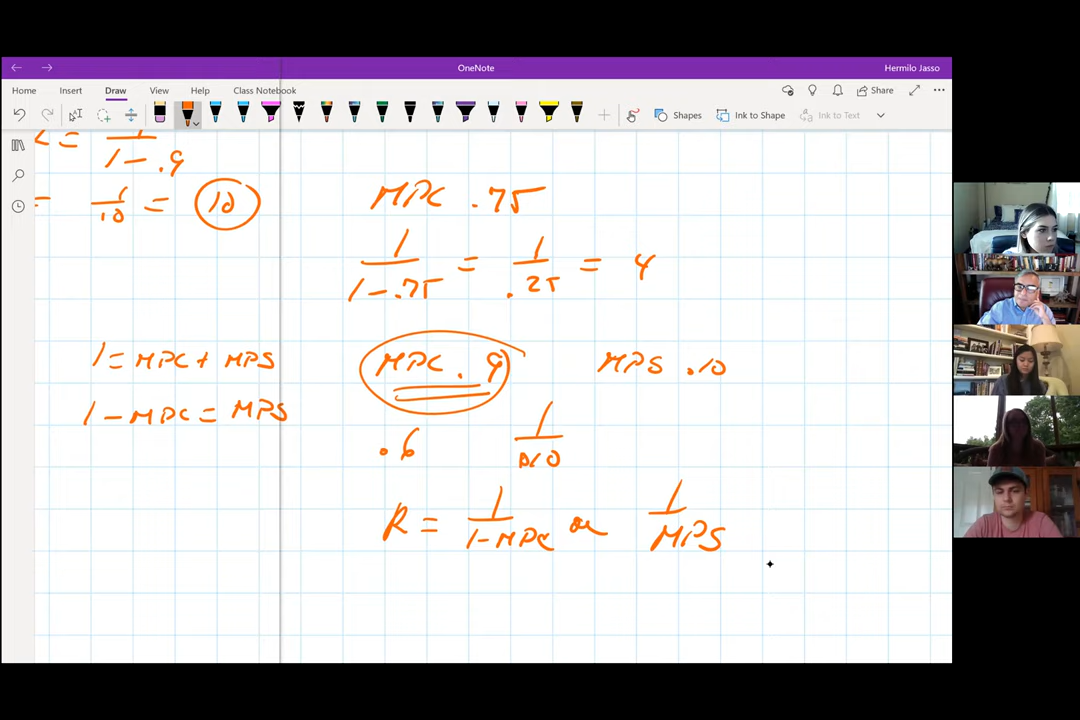 OneNote
Hermilo Jasso
Home Insert Draw View Help Class Notebook
Share
Shapes Ink to Shape Ink to Text
1 - .9
= 1/.10 = 10
MPC .75
1/1-.75 = 1/.25 = 4
1 = MPC + MPS
MPC .9 MPS .10
1 - MPC = MPS
.6
R = 1/1-MPC or 1/MPS